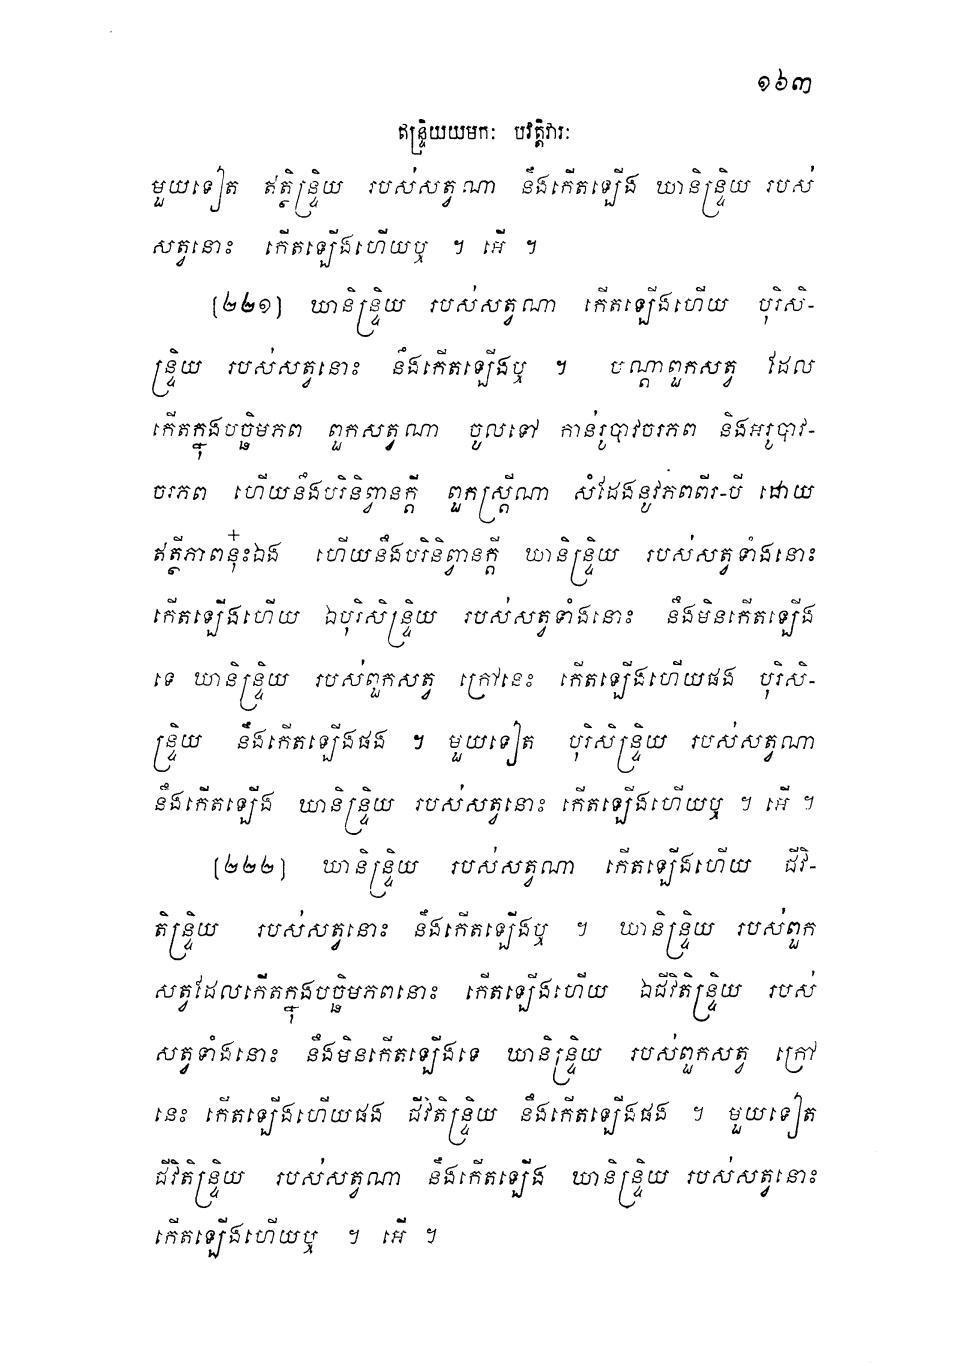 ១៦៣
ឥន្ទ្រិយយមកៈ បវត្តិវារៈ
មួយទៀត ឥត្ថិន្ទ្រិយ របស់សត្វណា នឹងកើតឡើង ឃានិន្ទ្រិយ របស់
សត្វនោះ កើតឡើងហើយឬ ។ អើ ។
[២២១] ឃានិន្ទ្រិយ របស់សត្វណា កើតឡើងហើយ បុរិសិ-
ន្ទ្រិយ របស់សត្វនោះ នឹងកើតឡើងឬ ។ បណ្តាពួកសត្វ ដែល
កើតក្នុងបច្ឆិមភព ពួកសត្វណា ចូលទៅ កាន់រូបាវចរភព និងអរូបាវ-
ចរភព ហើយនឹងបរិនិព្វានក្តី ពួកស្ត្រីណា សំដែងនូវភពពីរ-បី ដោយ
ឥត្ថីភាពនុ៎ះឯង ហើយនឹងបរិនិព្វានក្តី ឃានិន្ទ្រិយ របស់សត្វទាំងនោះ
កើតឡើងហើយ ឯបុរិសិន្ទ្រិយ របស់សត្វទាំងនោះ នឹងមិនកើតឡើង
ទេ ឃានិន្ទ្រិយ របស់ពួកសត្វ ក្រៅនេះ កើតឡើងហើយផង បុរិសិ-
ន្ទ្រិយ នឹងកើតឡើងផង ។ មួយទៀត បុរិសិន្ទ្រិយ របស់សត្វណា
នឹងកើតឡើង ឃានិន្ទ្រិយ របស់សត្វនោះ កើតឡើងហើយឬ ។ អើ ។
[២២២] ឃានិន្ទ្រិយ របស់សត្វណា កើតឡើងហើយ ជីវិ-
តិន្ទ្រិយ របស់សត្វនោះ នឹងកើតឡើងឬ ។ ឃានិន្ទ្រិយ របស់ពួក
សត្វដែលកើតក្នុងបច្ឆិមភពនោះ កើតឡើងហើយ ឯជីវិតិន្ទ្រិយ របស់
សត្វទាំងនោះ នឹងមិនកើតឡើងទេ ឃានិន្ទ្រិយ របស់ពួកសត្វ ក្រៅ
នេះ កើតឡើងហើយផង ជីវិតិន្ទ្រិយ នឹងកើតឡើងផង ។ មួយទៀត
ជីវិតិន្ទ្រិយ របស់សត្វណា នឹងកើតឡើង ឃានិន្ទ្រិយ របស់សត្វនោះ
កើតឡើងហើយឬ ។ អើ ។